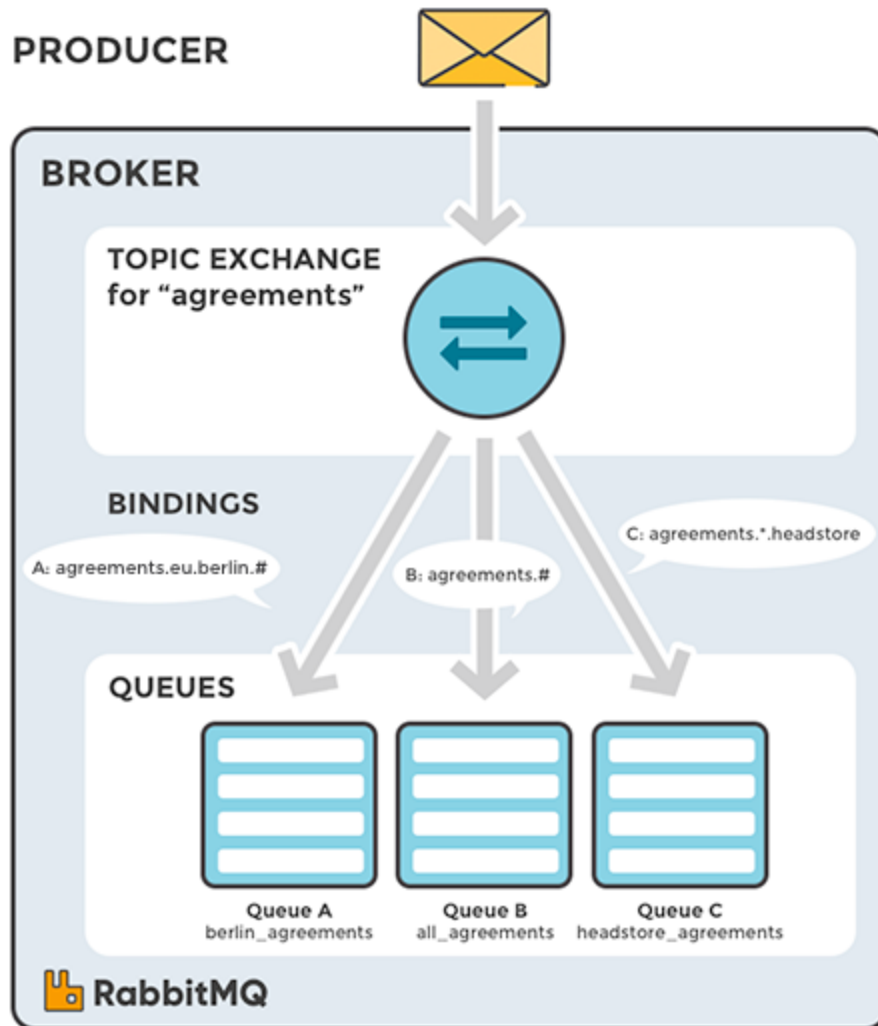 PRODUCER
BROKER
TOPIC EXCHANGE
for “agreements”
BINDINGS
A: agreements.eu.berlin.#
B: agreements.#
C: agreements.*.headstore
QUEUES
Queue A
berlin_agreements
Queue B
all_agreements
Queue C
headstore_agreements
RabbitMQ